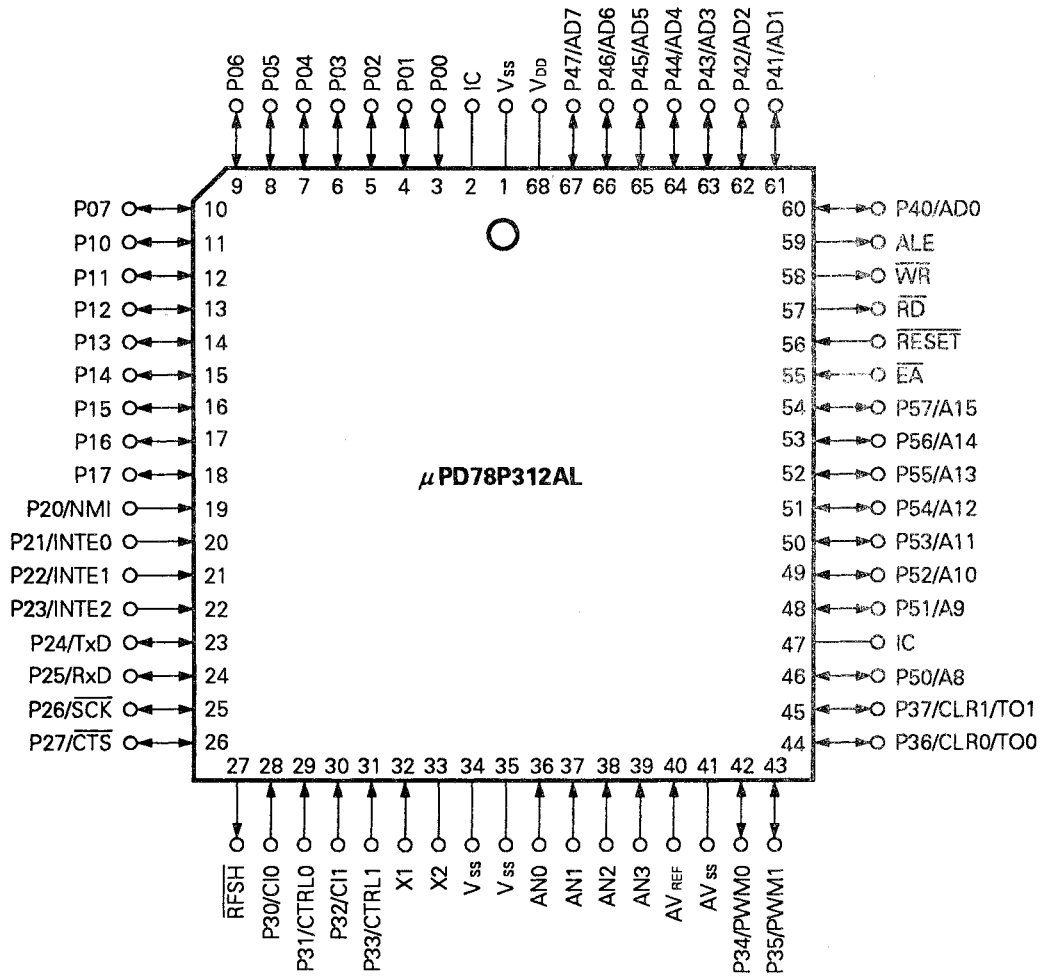 P06 P05 P04 P03 P02 P01 P00 IC VSS VDD P47/AD7 P46/AD6 P45/AD5 P44/AD4 P43/AD3 P42/AD2 P41/AD1
9 8 7 6 5 4 3 2 1 68 67 66 65 64 63 62 61
P07 10 60 P40/AD0
P10 11 59 ALE
P11 12 58 W̅R̅
P12 13 57 R̅D̅
P13 14 56 R̅E̅S̅E̅T̅
P14 15 55 E̅A̅
P15 16 54 P57/A15
P16 17 53 P56/A14
P17 18 52 P55/A13
μPD78P312AL
P20/NMI 19 51 P54/A12
P21/INTE0 20 50 P53/A11
P22/INTE1 21 49 P52/A10
P23/INTE2 22 48 P51/A9
P24/TxD 23 47 IC
P25/RxD 24 46 P50/A8
P26/S̅C̅K̅ 25 45 P37/CLR1/TO1
P27/C̅T̅S̅ 26 44 P36/CLR0/TO0
27 28 29 30 31 32 33 34 35 36 37 38 39 40 41 42 43
R̅F̅S̅H̅ P30/CI0 P31/CTRL0 P32/CI1 P33/CTRL1 X1 X2 VSS VSS AN0 AN1 AN2 AN3 AVREF AVSS P34/PWM0 P35/PWM1